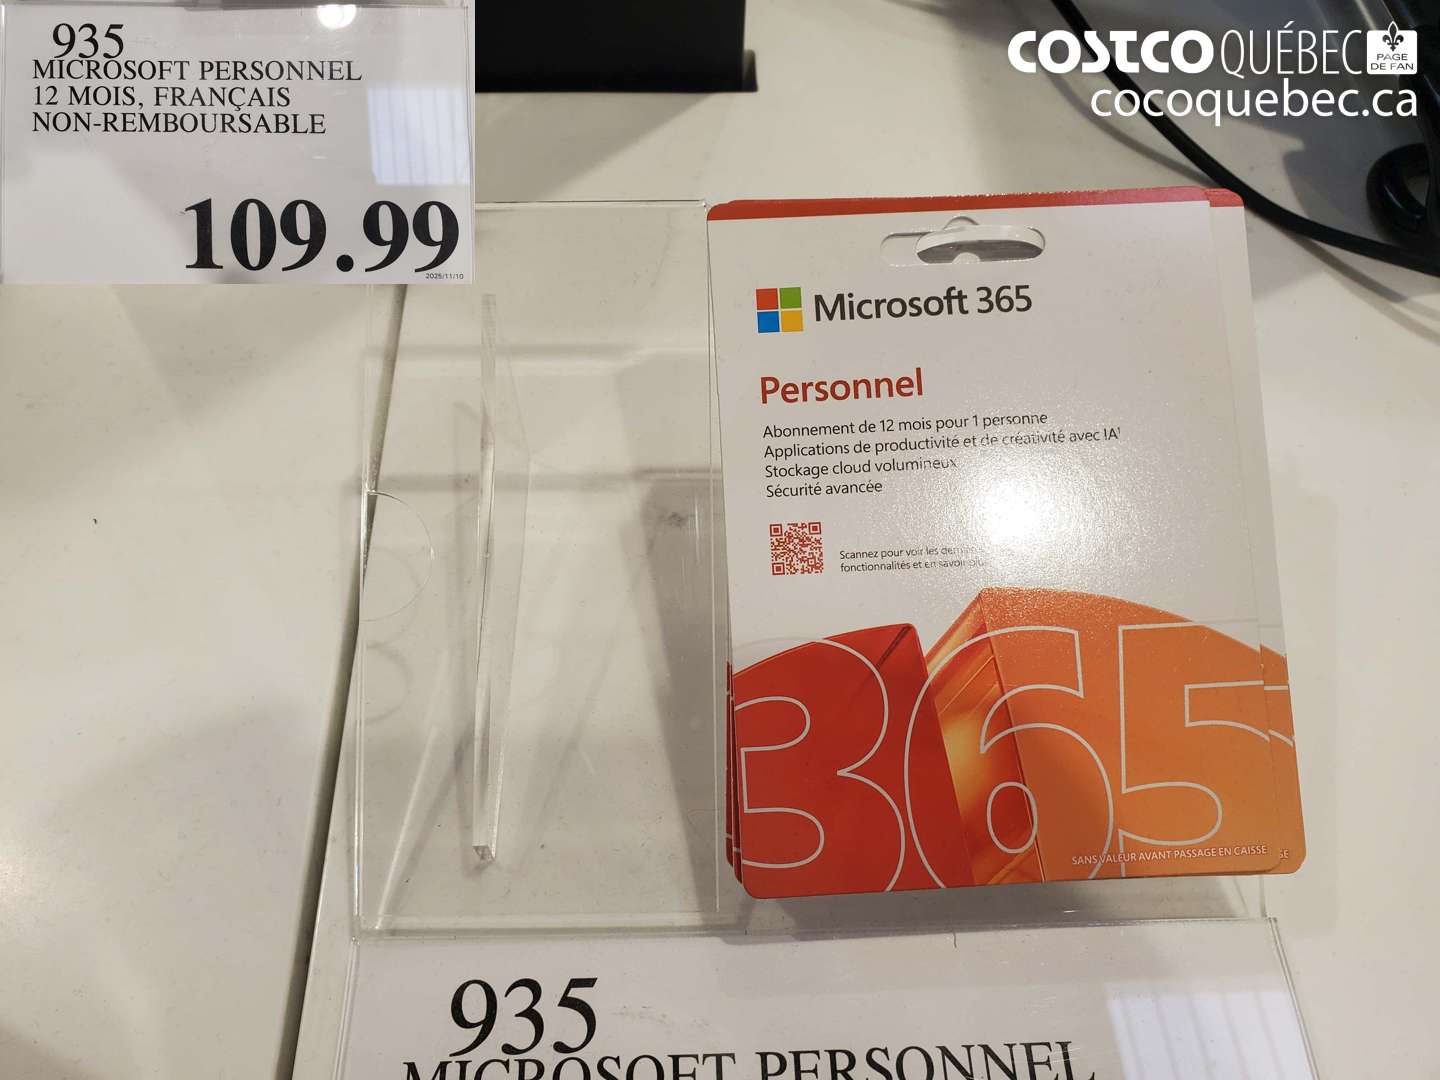 935
MICROSOFT PERSONNEL
12 MOIS, FRANÇAIS
NON-REMBOURSABLE
109.99
2025/11/10
COSTCO QUÉBEC PAGE DE FAN
cocoquebec.ca
Microsoft 365
Personnel
Abonnement de 12 mois pour 1 personne
Applications de productivité et de créativité avec IA¹
Stockage cloud volumineux
Sécurité avancée
Scannez pour voir les
fonctionnalités et en savoir plus
365
SANS VALEUR AVANT PASSAGE EN CAISSE
935
MICROSOFT PERSONNEL